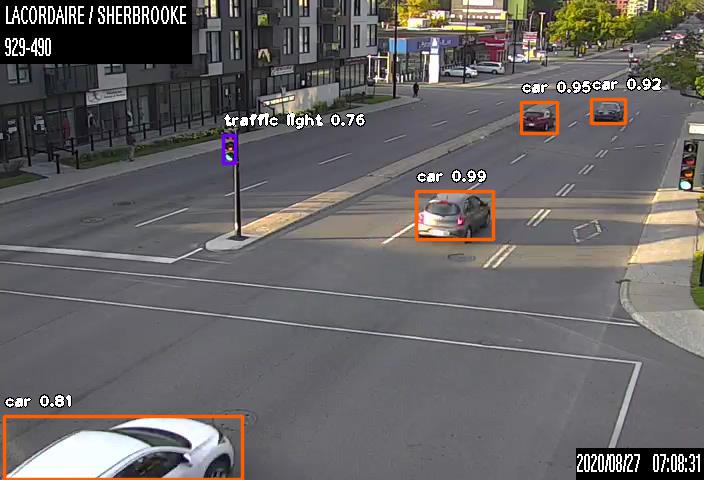 LACORDAIRE / SHERBROOKE
929-490
car 0.95
car 0.92
traffic light 0.76
car 0.99
car 0.81
2020/08/27 07:08:31